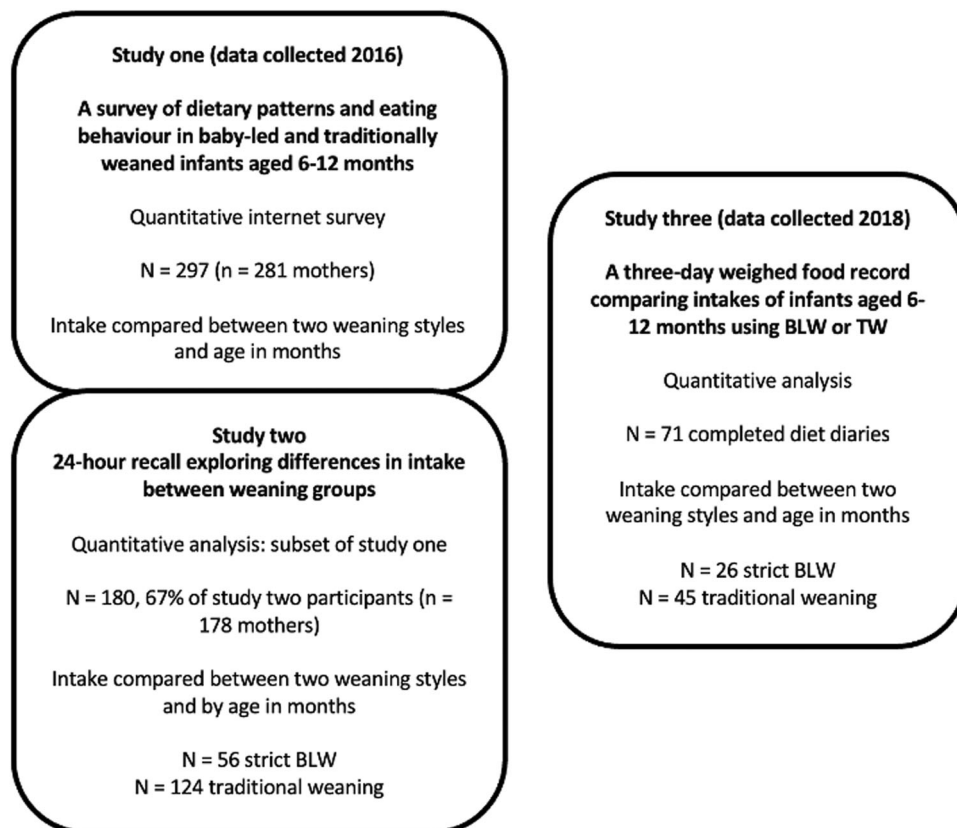 Study one (data collected 2016)
A survey of dietary patterns and eating
behaviour in baby-led and traditionally
weaned infants aged 6-12 months
Quantitative internet survey
N = 297 (n = 281 mothers)
Intake compared between two weaning styles
and age in months
Study two
24-hour recall exploring differences in intake
between weaning groups
Quantitative analysis: subset of study one
N = 180, 67% of study two participants (n =
178 mothers)
Intake compared between two weaning styles
and by age in months
N = 56 strict BLW
N = 124 traditional weaning
Study three (data collected 2018)
A three-day weighed food record
comparing intakes of infants aged 6-
12 months using BLW or TW
Quantitative analysis
N = 71 completed diet diaries
Intake compared between two
weaning styles and age in months
N = 26 strict BLW
N = 45 traditional weaning